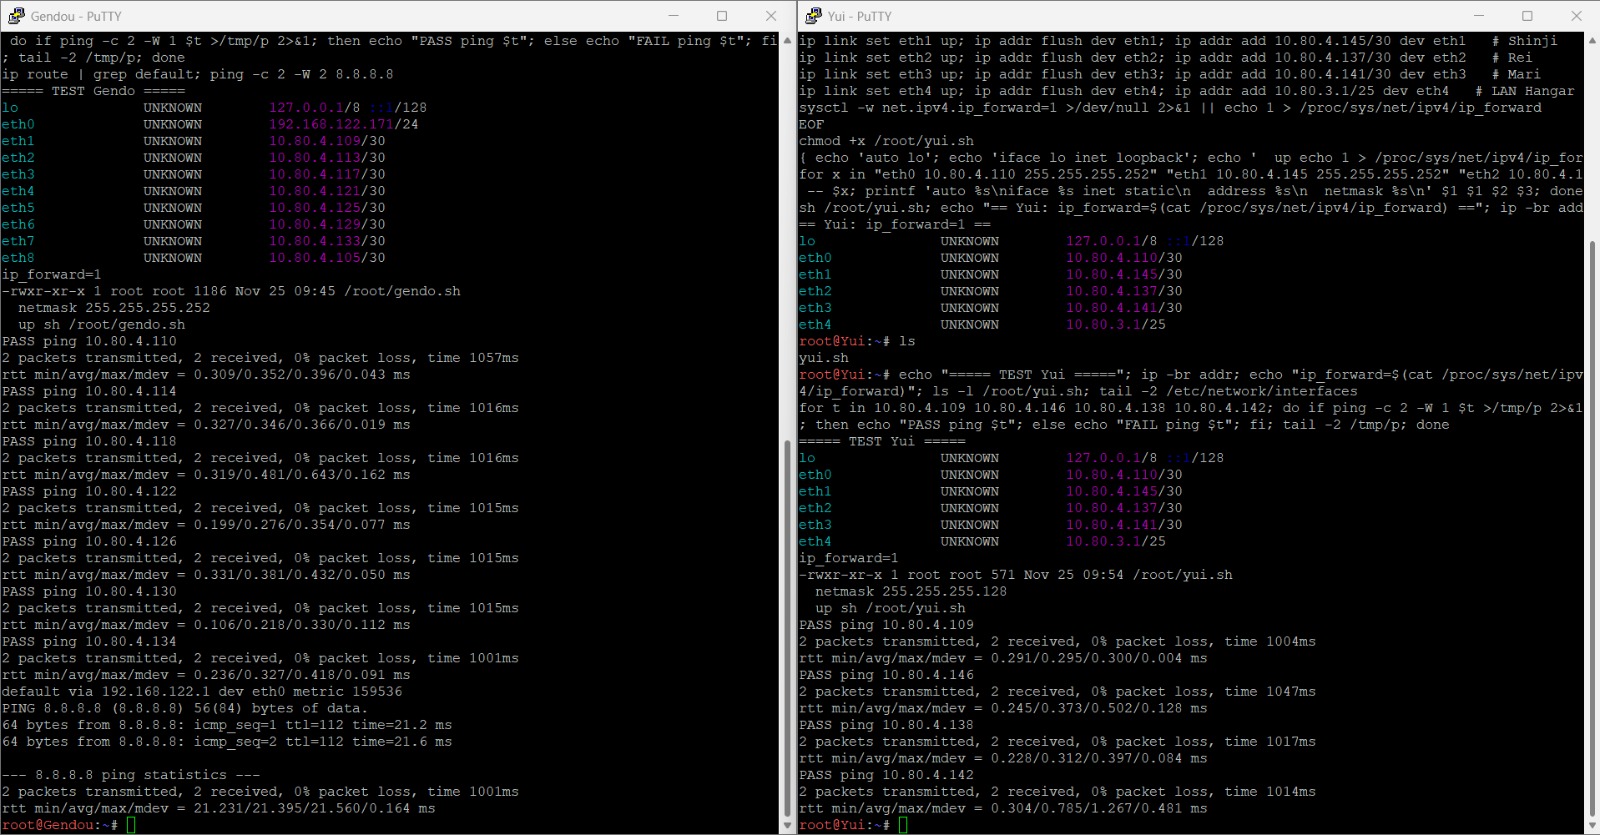 Gendou - PuTTY
do if ping -c 2 -W 1 $t >/tmp/p 2>&1; then echo "PASS ping $t"; else echo "FAIL ping $t"; fi
; tail -2 /tmp/p; done
ip route | grep default; ping -c 2 -W 2 8.8.8.8
===== TEST Gendo =====
lo UNKNOWN 127.0.0.1/8 ::1/128
eth0 UNKNOWN 192.168.122.171/24
eth1 UNKNOWN 10.80.4.109/30
eth2 UNKNOWN 10.80.4.113/30
eth3 UNKNOWN 10.80.4.117/30
eth4 UNKNOWN 10.80.4.121/30
eth5 UNKNOWN 10.80.4.125/30
eth6 UNKNOWN 10.80.4.129/30
eth7 UNKNOWN 10.80.4.133/30
eth8 UNKNOWN 10.80.4.105/30
ip_forward=1
-rwxr-xr-x 1 root root 1186 Nov 25 09:45 /root/gendo.sh
netmask 255.255.255.252
up sh /root/gendo.sh
PASS ping 10.80.4.110
2 packets transmitted, 2 received, 0% packet loss, time 1057ms
rtt min/avg/max/mdev = 0.309/0.352/0.396/0.043 ms
PASS ping 10.80.4.114
2 packets transmitted, 2 received, 0% packet loss, time 1016ms
rtt min/avg/max/mdev = 0.327/0.346/0.366/0.019 ms
PASS ping 10.80.4.118
2 packets transmitted, 2 received, 0% packet loss, time 1016ms
rtt min/avg/max/mdev = 0.319/0.481/0.643/0.162 ms
PASS ping 10.80.4.122
2 packets transmitted, 2 received, 0% packet loss, time 1015ms
rtt min/avg/max/mdev = 0.199/0.276/0.354/0.077 ms
PASS ping 10.80.4.126
2 packets transmitted, 2 received, 0% packet loss, time 1015ms
rtt min/avg/max/mdev = 0.331/0.381/0.432/0.050 ms
PASS ping 10.80.4.130
2 packets transmitted, 2 received, 0% packet loss, time 1015ms
rtt min/avg/max/mdev = 0.106/0.218/0.330/0.112 ms
PASS ping 10.80.4.134
2 packets transmitted, 2 received, 0% packet loss, time 1001ms
rtt min/avg/max/mdev = 0.236/0.327/0.418/0.091 ms
default via 192.168.122.1 dev eth0 metric 159536
PING 8.8.8.8 (8.8.8.8) 56(84) bytes of data.
64 bytes from 8.8.8.8: icmp_seq=1 ttl=112 time=21.2 ms
64 bytes from 8.8.8.8: icmp_seq=2 ttl=112 time=21.6 ms
--- 8.8.8.8 ping statistics ---
2 packets transmitted, 2 received, 0% packet loss, time 1001ms
rtt min/avg/max/mdev = 21.231/21.395/21.560/0.164 ms
root@Gendou:~#
Yui - PuTTY
ip link set eth1 up; ip addr flush dev eth1; ip addr add 10.80.4.145/30 dev eth1 # Shinji
ip link set eth2 up; ip addr flush dev eth2; ip addr add 10.80.4.137/30 dev eth2 # Rei
ip link set eth3 up; ip addr flush dev eth3; ip addr add 10.80.4.141/30 dev eth3 # Mari
ip link set eth4 up; ip addr flush dev eth4; ip addr add 10.80.3.1/25 dev eth4 # LAN Hangar
sysctl -w net.ipv4.ip_forward=1 >/dev/null 2>&1 || echo 1 > /proc/sys/net/ipv4/ip_forward
EOF
chmod +x /root/yui.sh
{ echo 'auto lo'; echo 'iface lo inet loopback'; echo '  up echo 1 > /proc/sys/net/ipv4/ip_for
for x in "eth0 10.80.4.110 255.255.255.252" "eth1 10.80.4.145 255.255.255.252" "eth2 10.80.4.1
-- $x; printf 'auto %s\niface %s inet static\n  address %s\n  netmask %s\n' $1 $1 $2 $3; done
sh /root/yui.sh; echo "== Yui: ip_forward=$(cat /proc/sys/net/ipv4/ip_forward) =="; ip -br add
== Yui: ip_forward=1 ==
lo UNKNOWN 127.0.0.1/8 ::1/128
eth0 UNKNOWN 10.80.4.110/30
eth1 UNKNOWN 10.80.4.145/30
eth2 UNKNOWN 10.80.4.137/30
eth3 UNKNOWN 10.80.4.141/30
eth4 UNKNOWN 10.80.3.1/25
root@Yui:~# ls
yui.sh
root@Yui:~# echo "===== TEST Yui ====="; ip -br addr; echo "ip_forward=$(cat /proc/sys/net/ipv
4/ip_forward)"; ls -l /root/yui.sh; tail -2 /etc/network/interfaces
for t in 10.80.4.109 10.80.4.146 10.80.4.138 10.80.4.142; do if ping -c 2 -W 1 $t >/tmp/p 2>&1
; then echo "PASS ping $t"; else echo "FAIL ping $t"; fi; tail -2 /tmp/p; done
===== TEST Yui =====
lo UNKNOWN 127.0.0.1/8 ::1/128
eth0 UNKNOWN 10.80.4.110/30
eth1 UNKNOWN 10.80.4.145/30
eth2 UNKNOWN 10.80.4.137/30
eth3 UNKNOWN 10.80.4.141/30
eth4 UNKNOWN 10.80.3.1/25
ip_forward=1
-rwxr-xr-x 1 root root 571 Nov 25 09:54 /root/yui.sh
netmask 255.255.255.128
up sh /root/yui.sh
PASS ping 10.80.4.109
2 packets transmitted, 2 received, 0% packet loss, time 1004ms
rtt min/avg/max/mdev = 0.291/0.295/0.300/0.004 ms
PASS ping 10.80.4.146
2 packets transmitted, 2 received, 0% packet loss, time 1047ms
rtt min/avg/max/mdev = 0.245/0.373/0.502/0.128 ms
PASS ping 10.80.4.138
2 packets transmitted, 2 received, 0% packet loss, time 1017ms
rtt min/avg/max/mdev = 0.228/0.312/0.397/0.084 ms
PASS ping 10.80.4.142
2 packets transmitted, 2 received, 0% packet loss, time 1014ms
rtt min/avg/max/mdev = 0.304/0.785/1.267/0.481 ms
root@Yui:~#